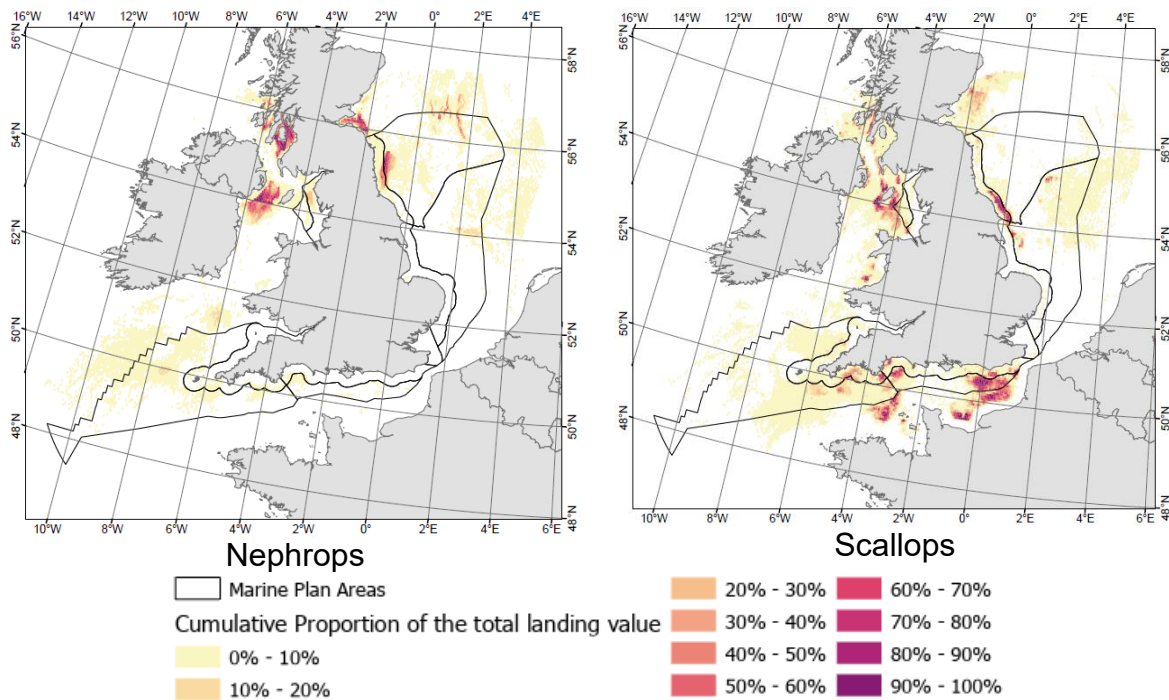 16°W 14°W 12°W 10°W 8°W 6°W 4°W 2°W 0° 2°E 4°E
56°N 54°N 52°N 50°N 48°N
58°N 56°N 54°N 52°N 50°N 48°N
10°W 8°W 6°W 4°W 2°W 0° 2°E 4°E 6°E
Nephrops
16°W 14°W 12°W 10°W 8°W 6°W 4°W 2°W 0° 2°E 4°E
56°N 54°N 52°N 50°N 48°N
58°N 56°N 54°N 52°N 50°N 48°N
10°W 8°W 6°W 4°W 2°W 0° 2°E 4°E 6°E
Scallops
Marine Plan Areas
Cumulative Proportion of the total landing value
0% - 10%
10% - 20%
20% - 30%
30% - 40%
40% - 50%
50% - 60%
60% - 70%
70% - 80%
80% - 90%
90% - 100%